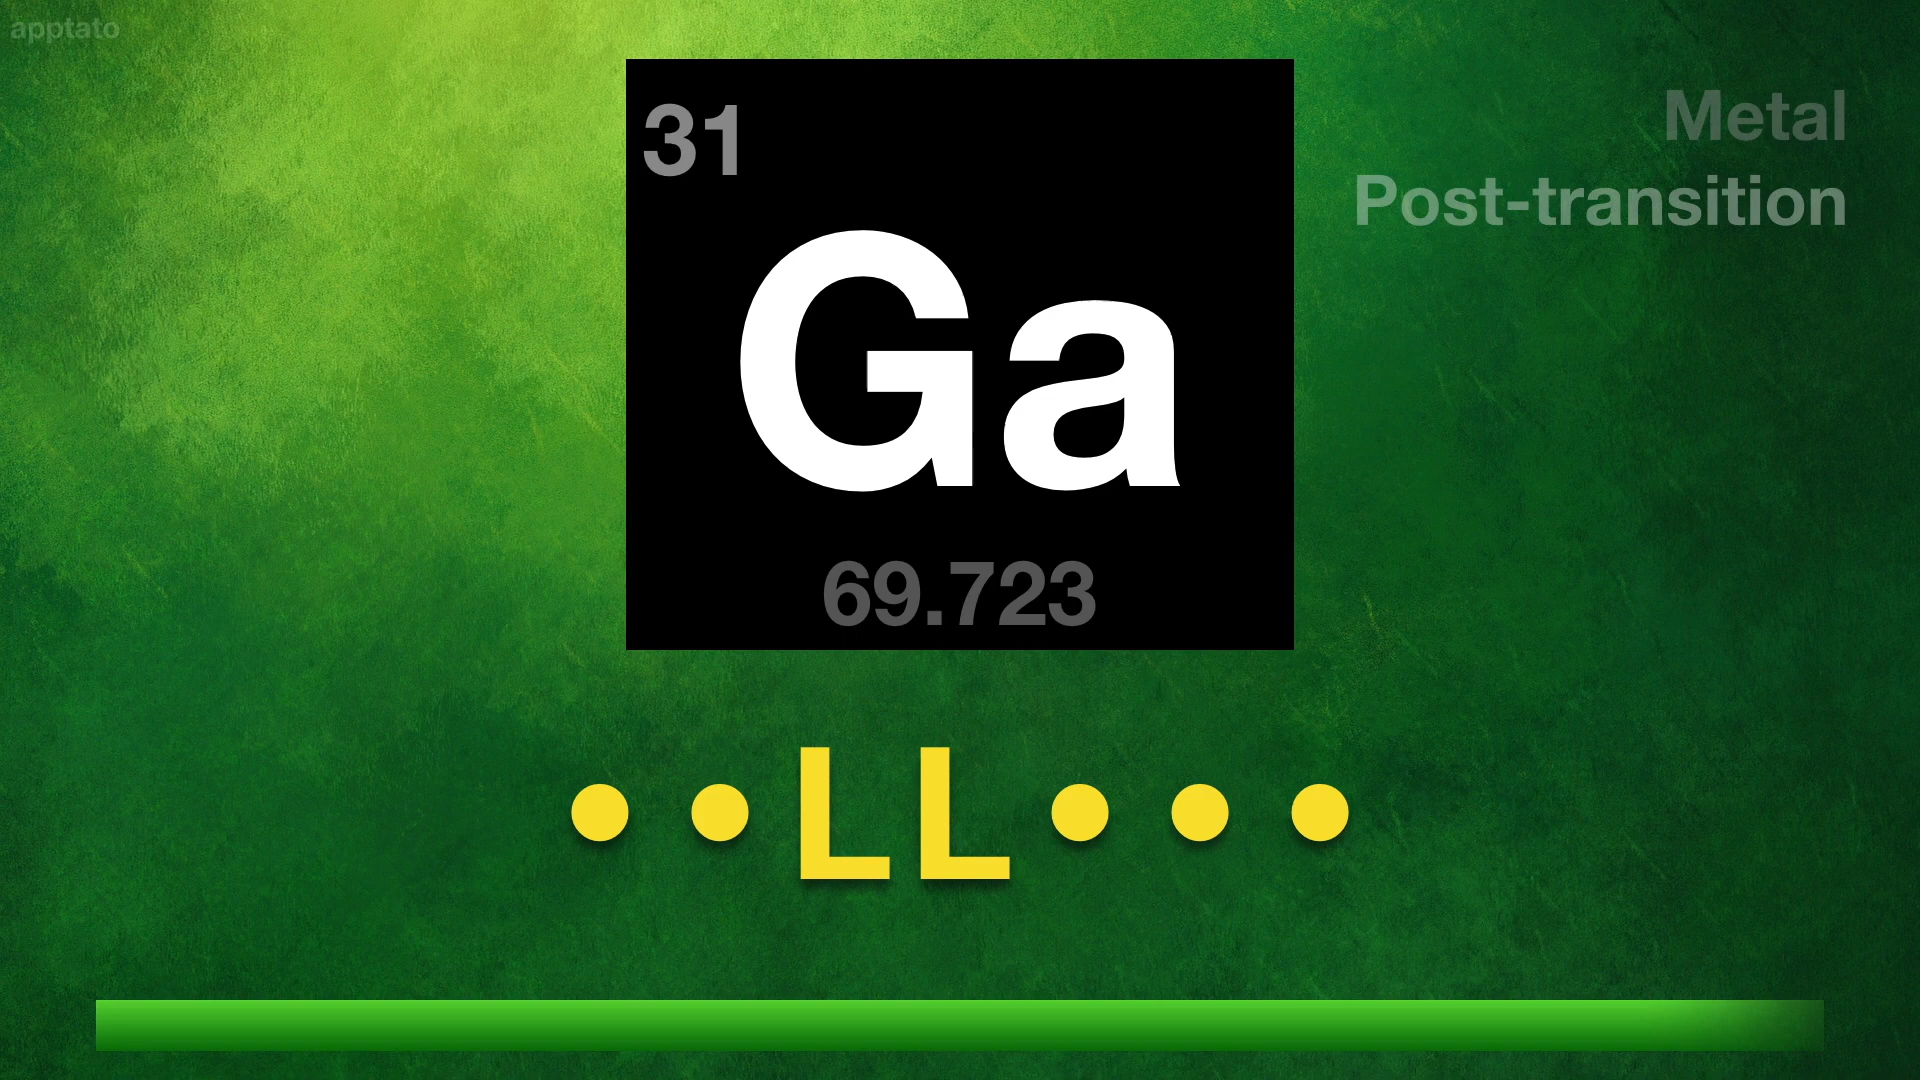 apptato
31
Ga
69.723
Metal
Post-transition
••LL•••